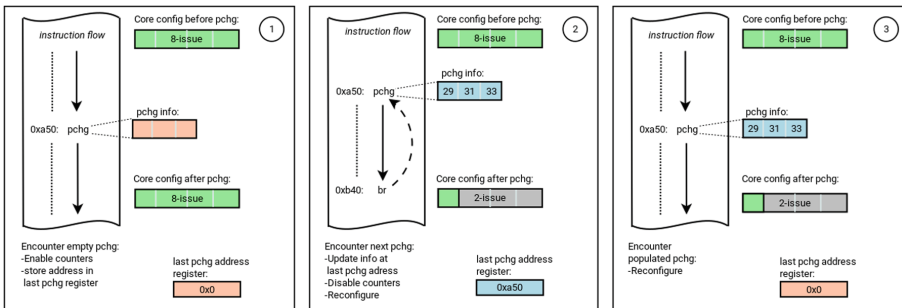 Core config before pchg:
1
instruction flow
8-issue
pchg info:
0xa50: pchg
Core config after pchg:
8-issue
Encounter empty pchg:
-Enable counters
-store address in
last pchg register
last pchg address
register:
0x0
Core config before pchg:
2
instruction flow
8-issue
pchg info:
0xa50: pchg
29 31 33
Core config after pchg:
0xb40: br
2-issue
Encounter next pchg:
-Update info at
last pchg adress
-Disable counters
-Reconfigure
last pchg address
register:
0xa50
Core config before pchg:
3
instruction flow
8-issue
pchg info:
0xa50: pchg
29 31 33
Core config after pchg:
2-issue
Encounter
populated pchg:
-Reconfigure
last pchg address
register:
0x0